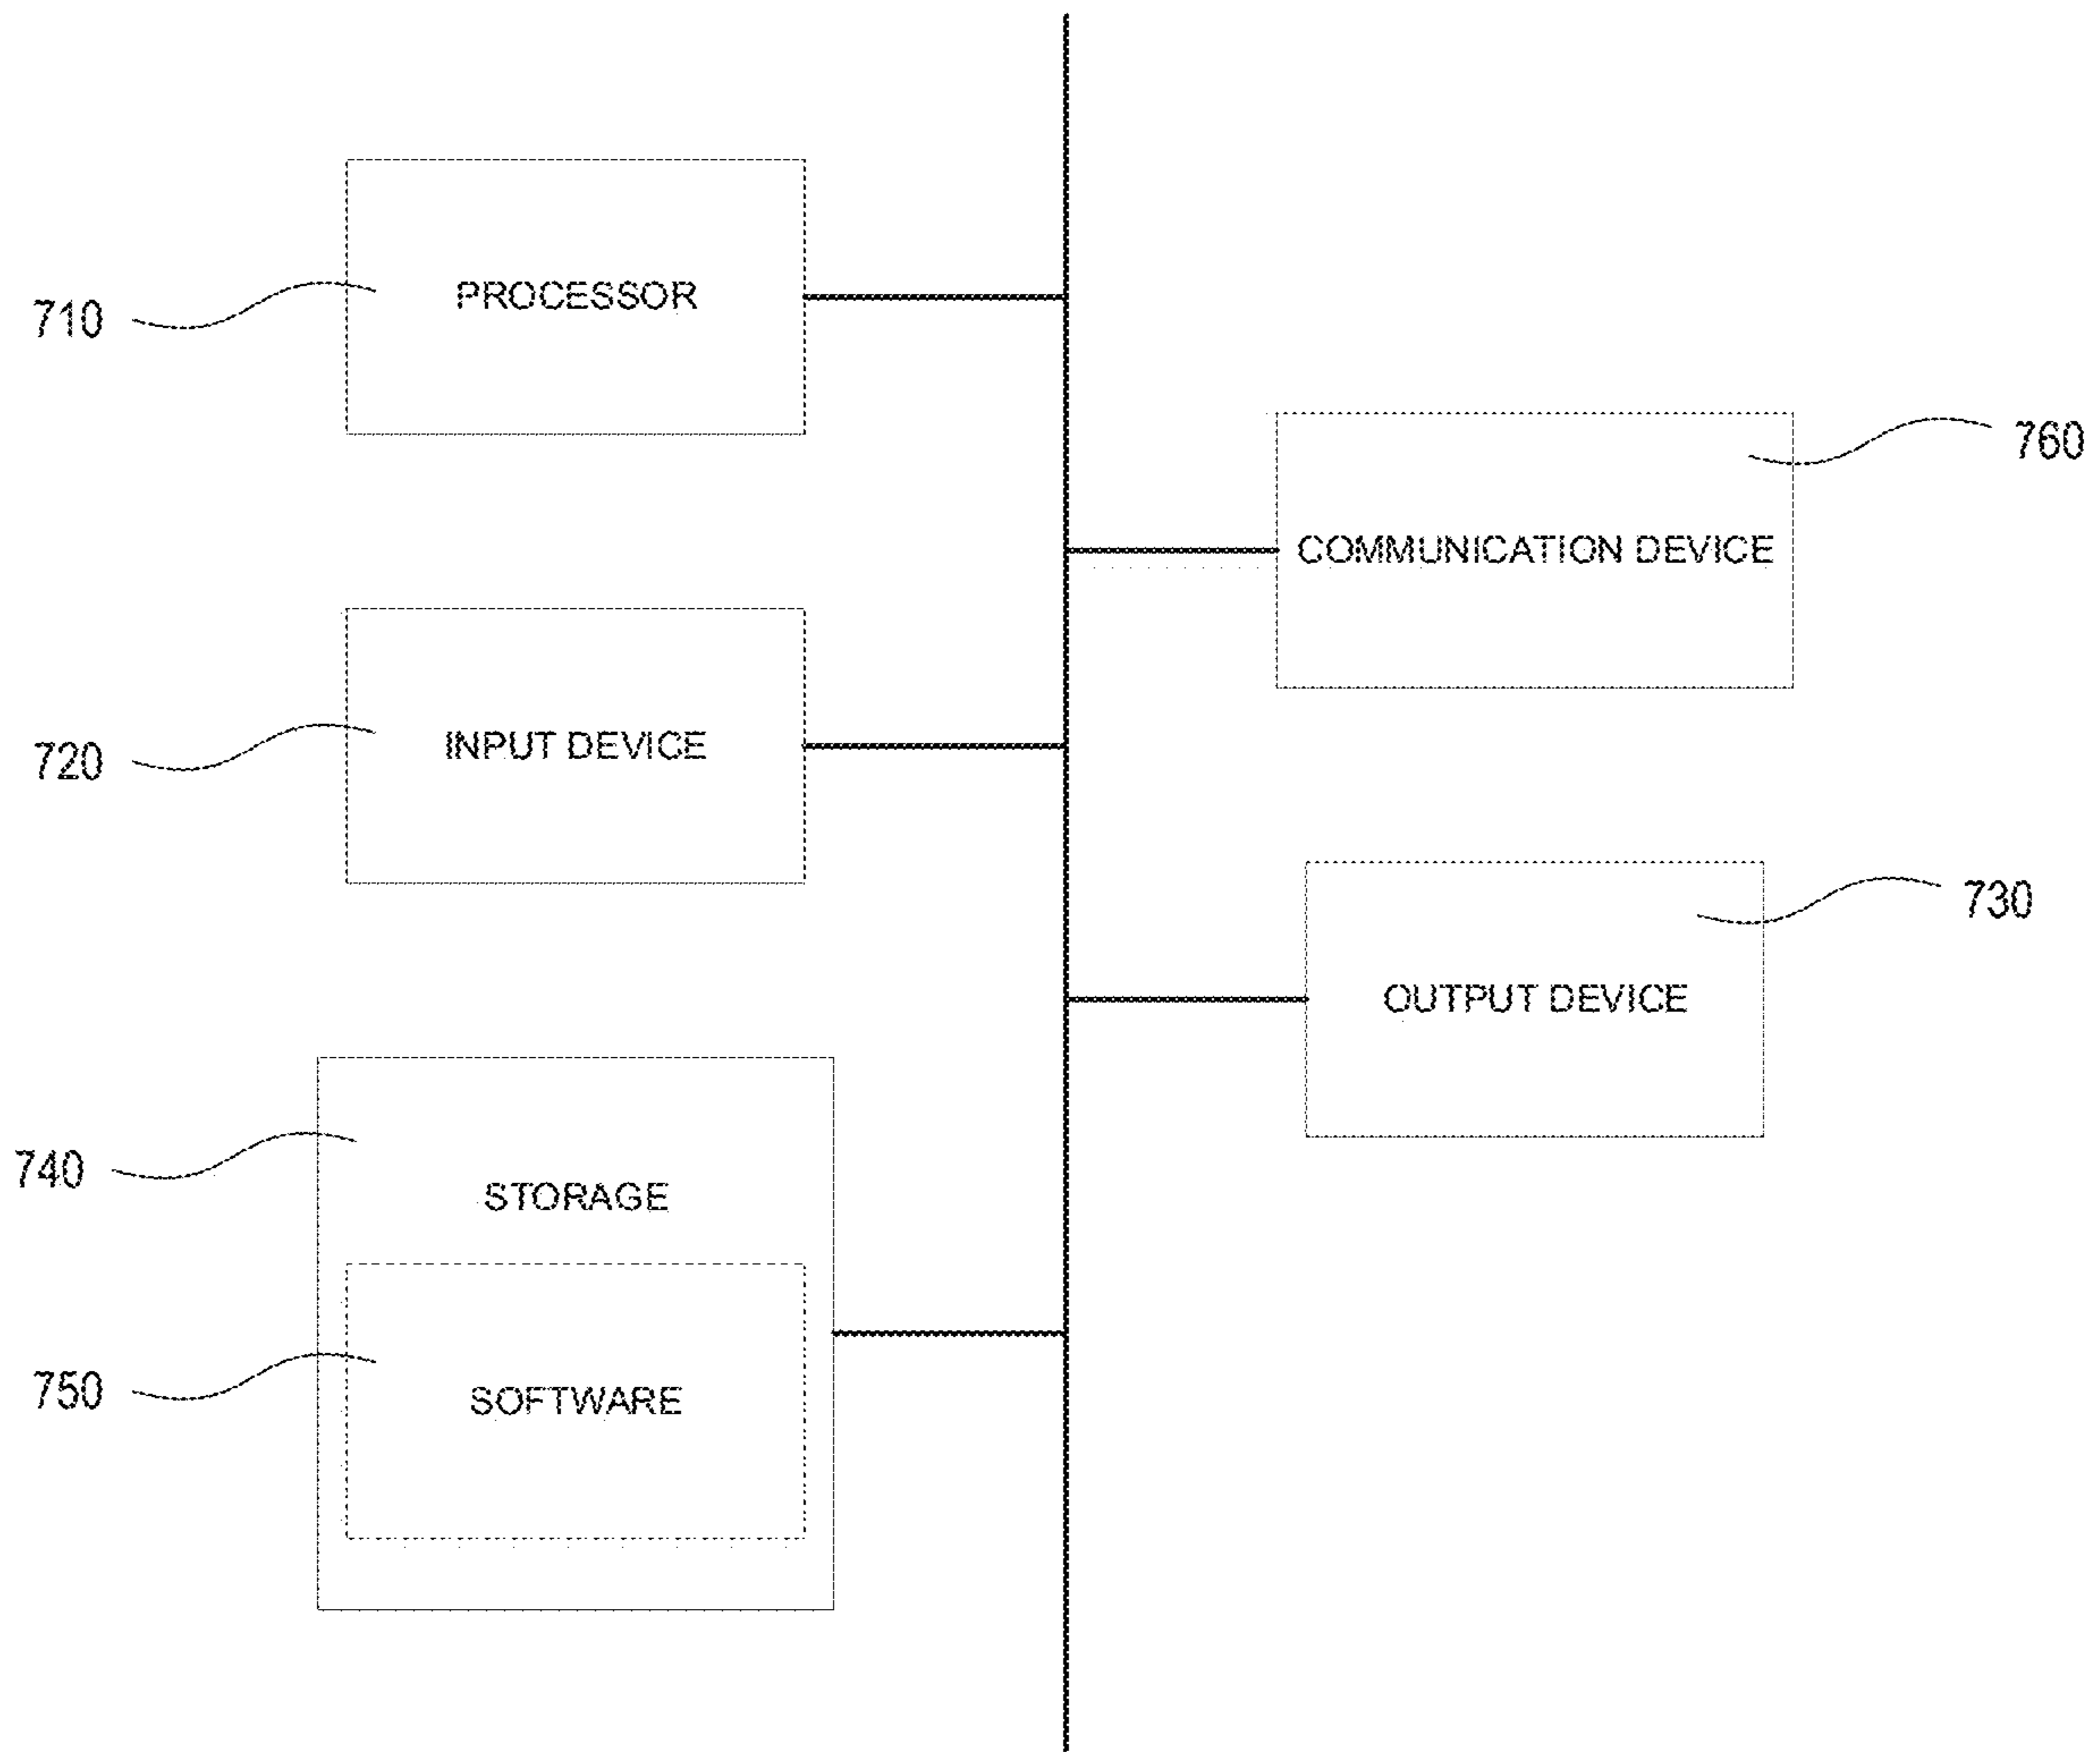 710
PROCESSOR
760
COMMUNICATION DEVICE
720
INPUT DEVICE
730
OUTPUT DEVICE
740
STORAGE
750
SOFTWARE